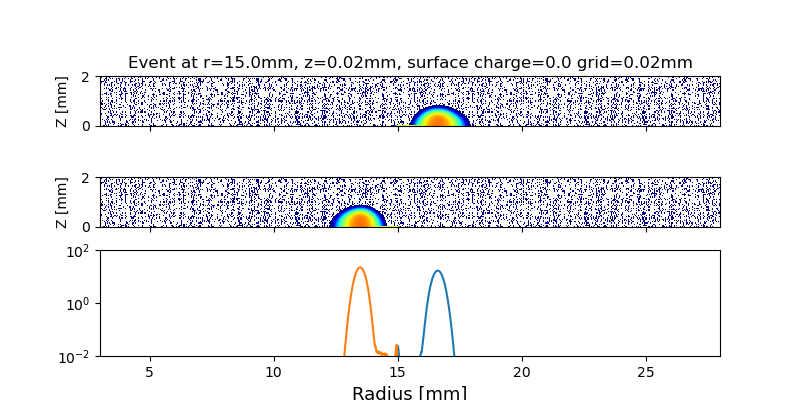 Event at r=15.0mm, z=0.02mm, surface charge=0.0 grid=0.02mm
Z [mm]
2
0
Z [mm]
2
0
10²
10⁰
10⁻²
5 10 15 20 25
Radius [mm]